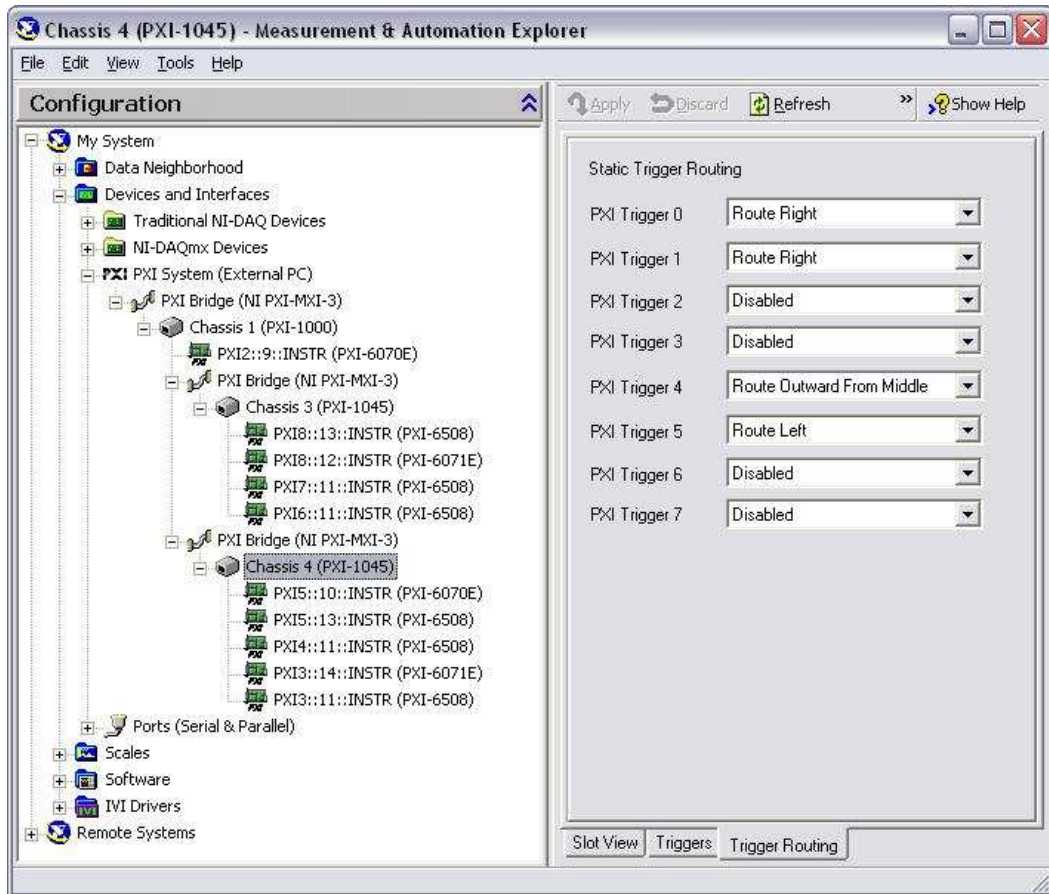 Chassis 4 (PXI-1045) - Measurement & Automation Explorer
File Edit View Tools Help
Configuration
My System
Data Neighborhood
Devices and Interfaces
Traditional NI-DAQ Devices
NI-DAQmx Devices
PXI PXI System (External PC)
PXI Bridge (NI PXI-MXI-3)
Chassis 1 (PXI-1000)
PXI2::9::INSTR (PXI-6070E)
PXI Bridge (NI PXI-MXI-3)
Chassis 3 (PXI-1045)
PXI8::13::INSTR (PXI-6508)
PXI8::12::INSTR (PXI-6071E)
PXI7::11::INSTR (PXI-6508)
PXI6::11::INSTR (PXI-6508)
PXI Bridge (NI PXI-MXI-3)
Chassis 4 (PXI-1045)
PXI5::10::INSTR (PXI-6070E)
PXI5::13::INSTR (PXI-6508)
PXI4::11::INSTR (PXI-6508)
PXI3::14::INSTR (PXI-6071E)
PXI3::11::INSTR (PXI-6508)
Ports (Serial & Parallel)
Scales
Software
IVI Drivers
Remote Systems
Apply Discard Refresh » Show Help
Static Trigger Routing
PXI Trigger 0 Route Right
PXI Trigger 1 Route Right
PXI Trigger 2 Disabled
PXI Trigger 3 Disabled
PXI Trigger 4 Route Outward From Middle
PXI Trigger 5 Route Left
PXI Trigger 6 Disabled
PXI Trigger 7 Disabled
Slot View Triggers Trigger Routing